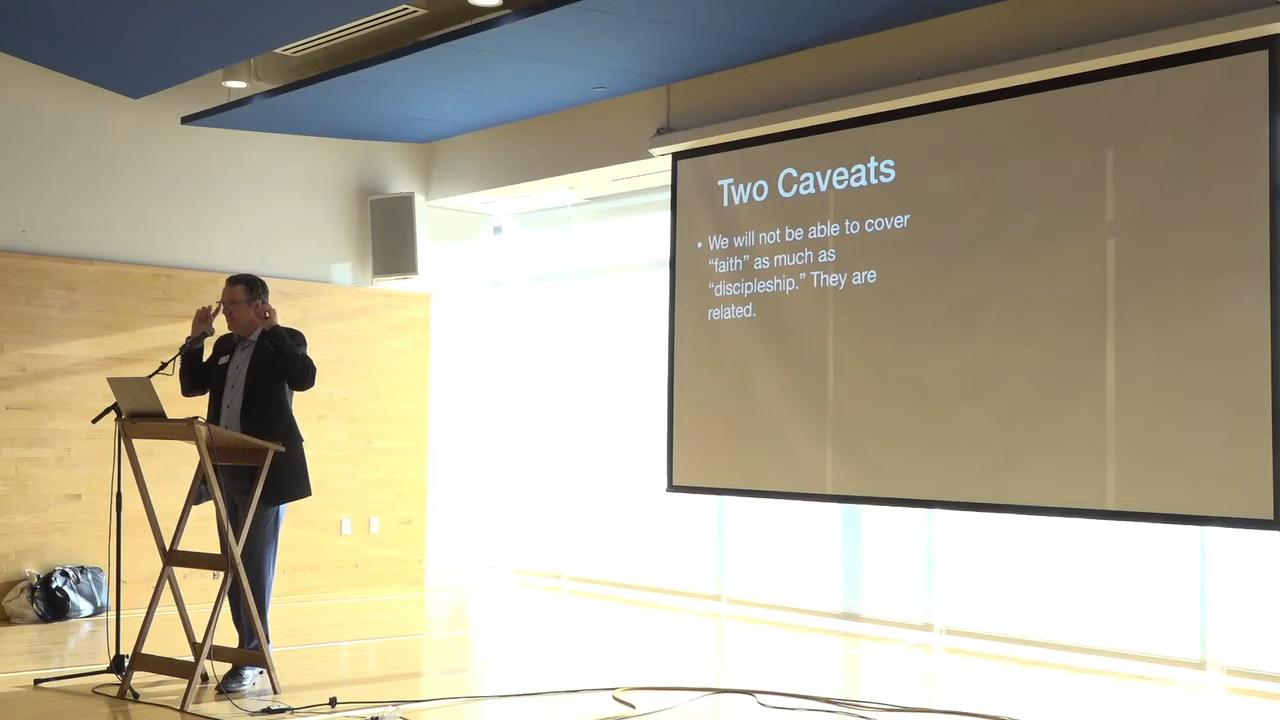 Two Caveats
• We will not be able to cover
“faith” as much as
“discipleship.” They are
related.